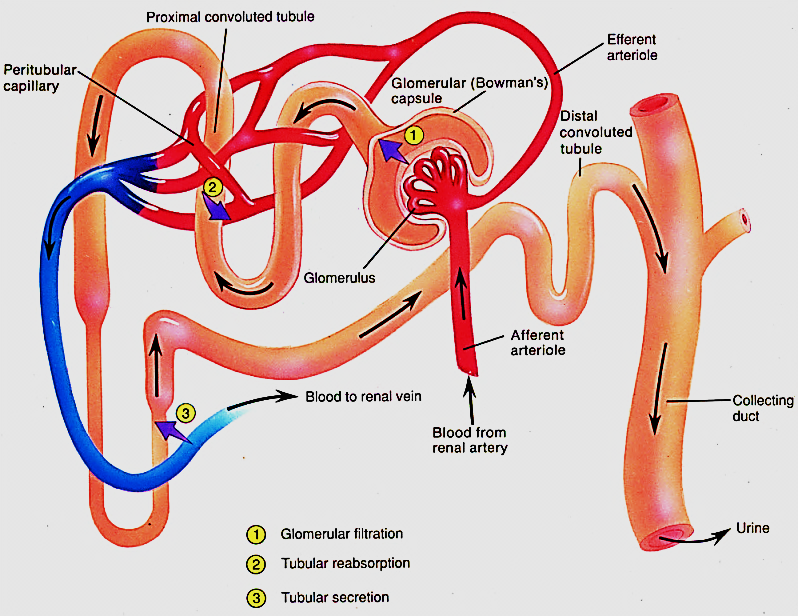 Proximal convoluted tubule
Peritubular
capillary
Efferent
arteriole
Glomerular (Bowman's)
capsule
Distal
convoluted
tubule
1
2
Glomerulus
Afferent
arteriole
Blood to renal vein
3
Blood from
renal artery
Collecting
duct
Urine
1 Glomerular filtration
2 Tubular reabsorption
3 Tubular secretion